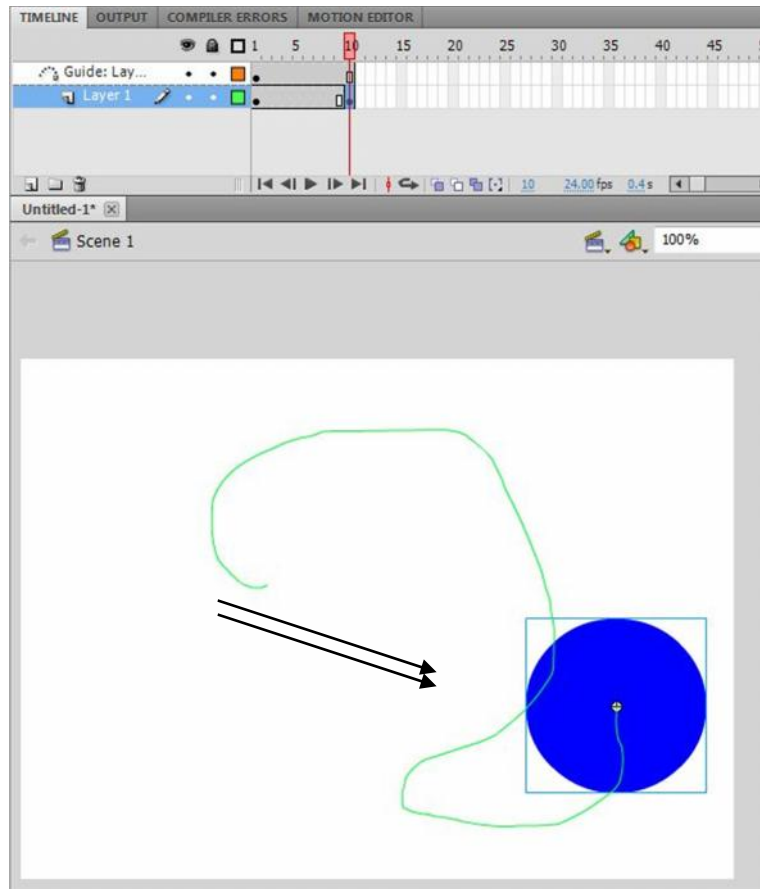 TIMELINE OUTPUT COMPILER ERRORS MOTION EDITOR
1 5 10 15 20 25 30 35 40 45
Guide: Lay...
Layer 1
10 24.00 fps 0.4 s
Untitled-1*
Scene 1 100%